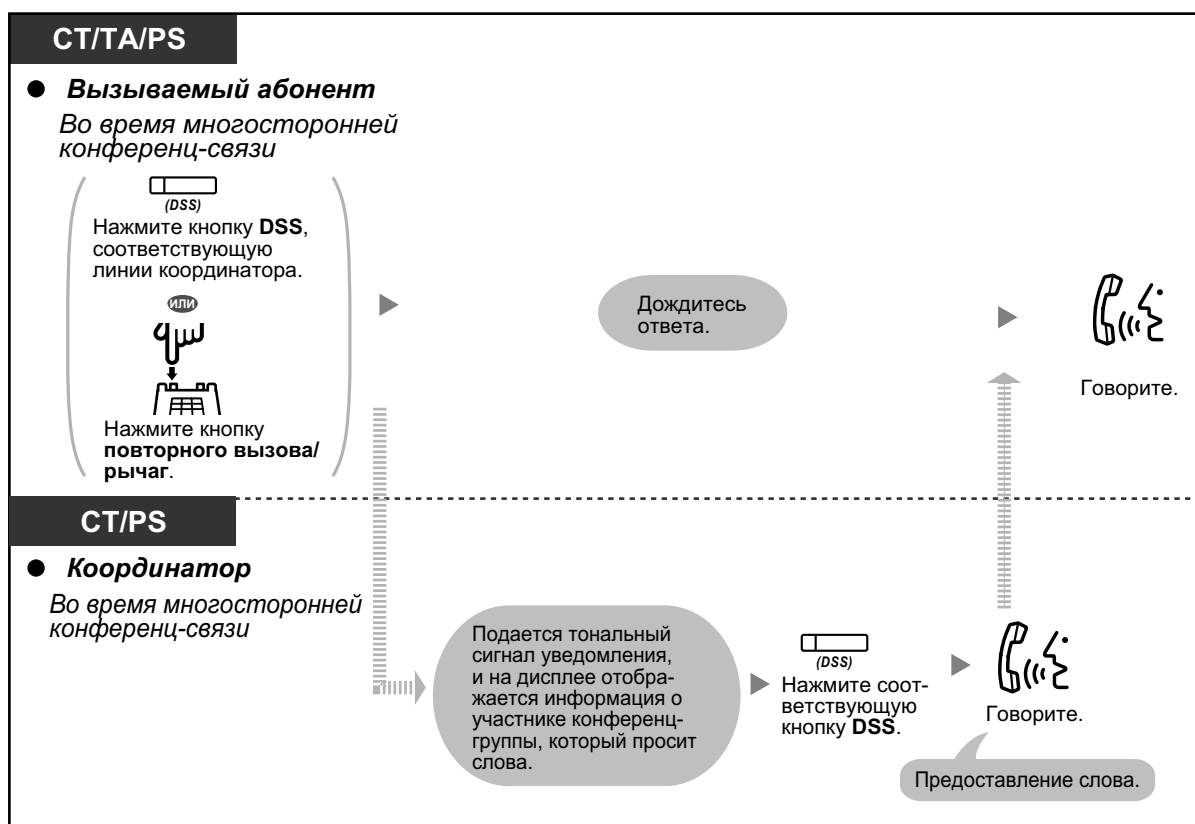 CT/TA/PS
● Вызываемый абонент
Во время многосторонней
конференц-связи
(DSS)
Нажмите кнопку DSS,
соответствующую
линии координатора.
или
Нажмите кнопку
повторного вызова/
рычаг.
Дождитесь
ответа.
Говорите.
CT/PS
● Координатор
Во время многосторонней
конференц-связи
Подается тональный
сигнал уведомления,
и на дисплее отобра-
жается информация о
участнике конференц-
группы, который просит
слова.
(DSS)
Нажмите соот-
ветствующую
кнопку DSS.
Говорите.
Предоставление слова.